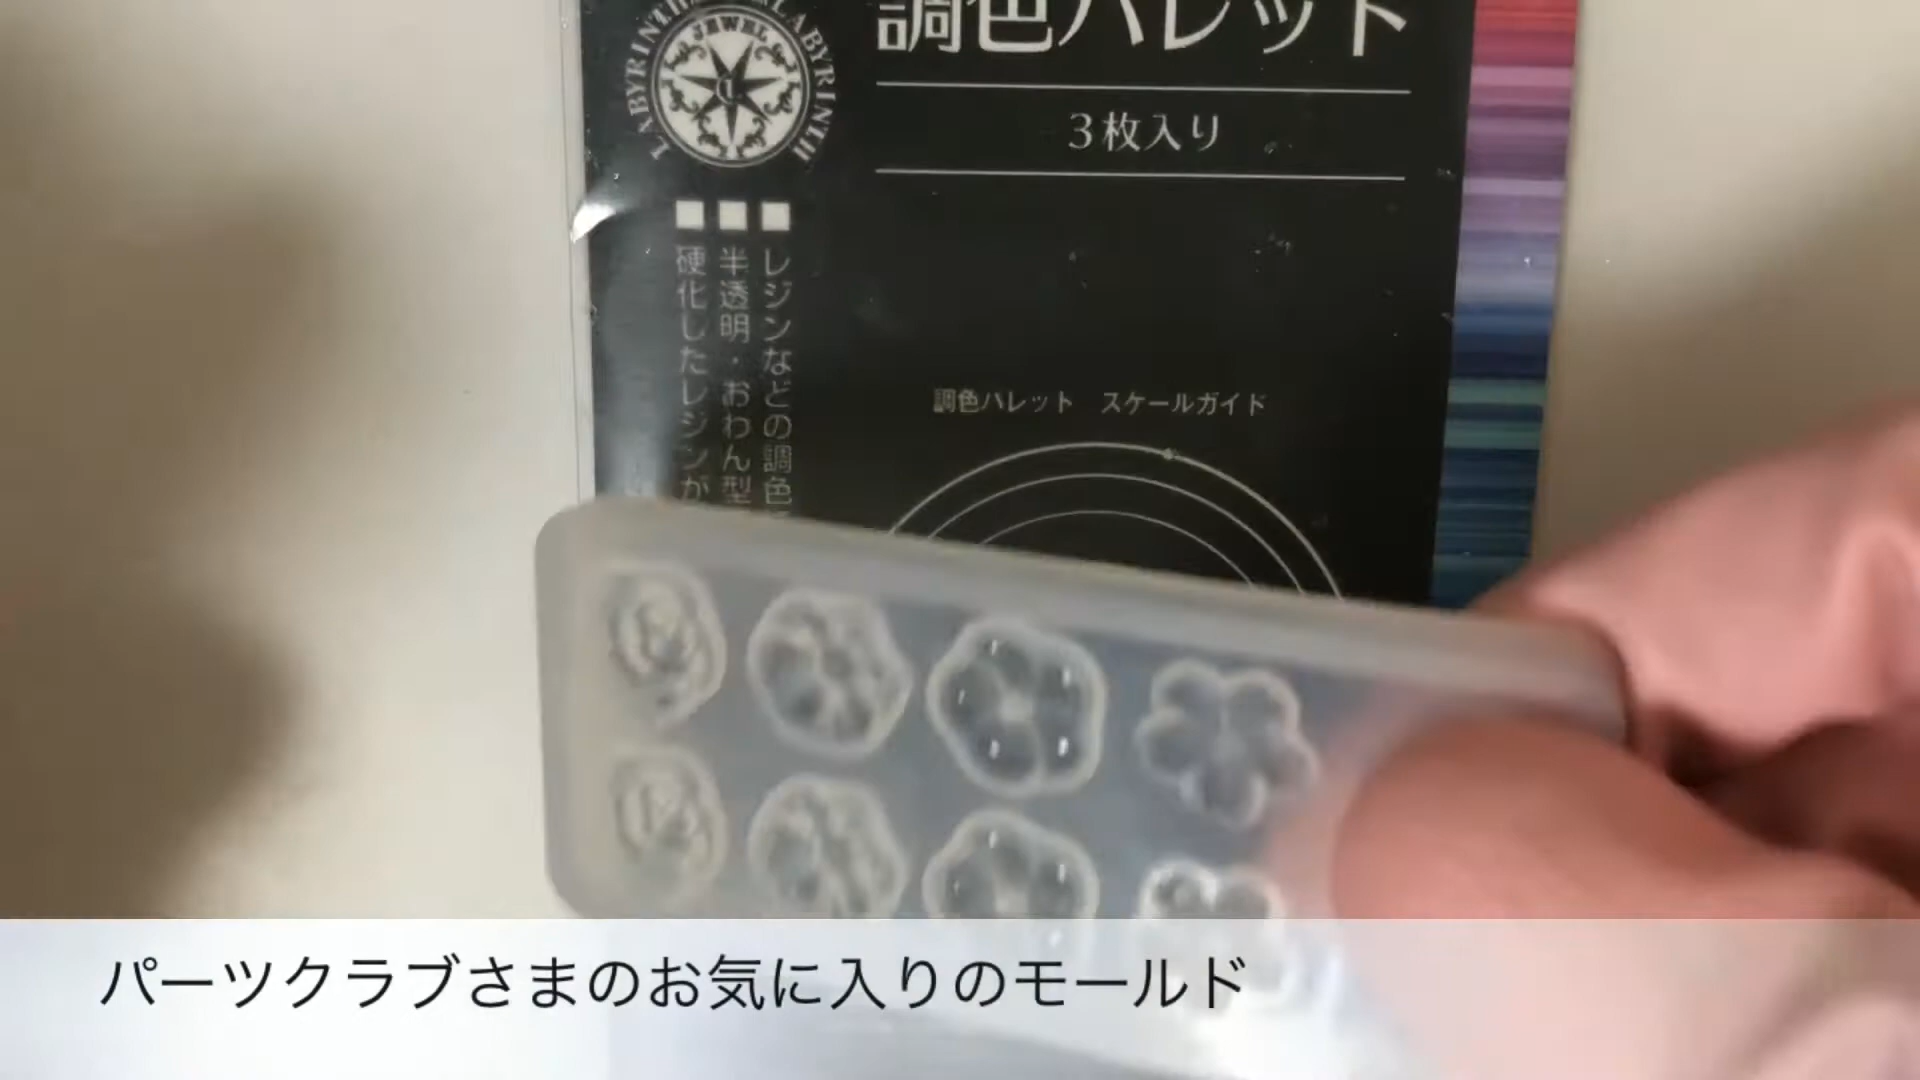 調色パレット
JEWEL LABYRINTH
3枚入り
レジンなどの調色
半透明・おわん型
硬化したレジンが
調色パレット スケールガイド
パーツクラブさまのお気に入りのモールド